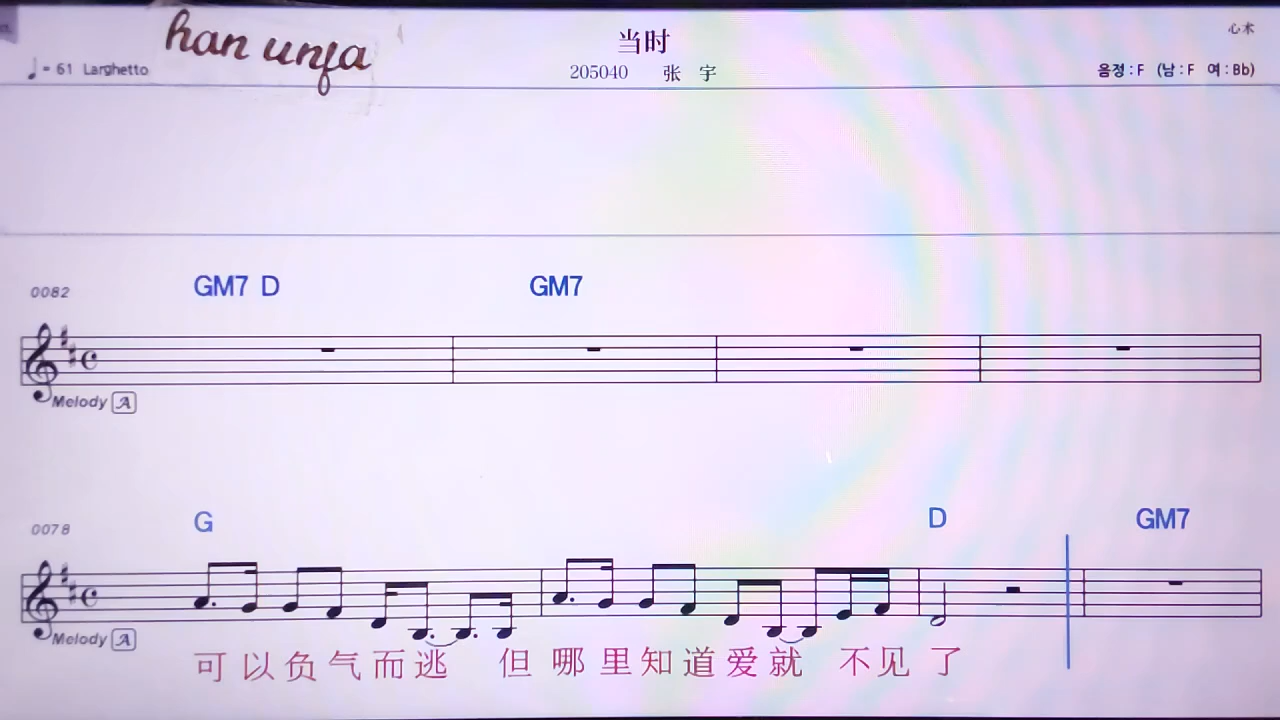 han unfa
当时
心木
♩= 61 Larghetto
205040 张 宇
음정:F (남:F 여:Bb)
0082 GM7 D GM7
Melody A
0078 G D GM7
Melody A
可以负气而逃 但哪里知道爱就 不见了